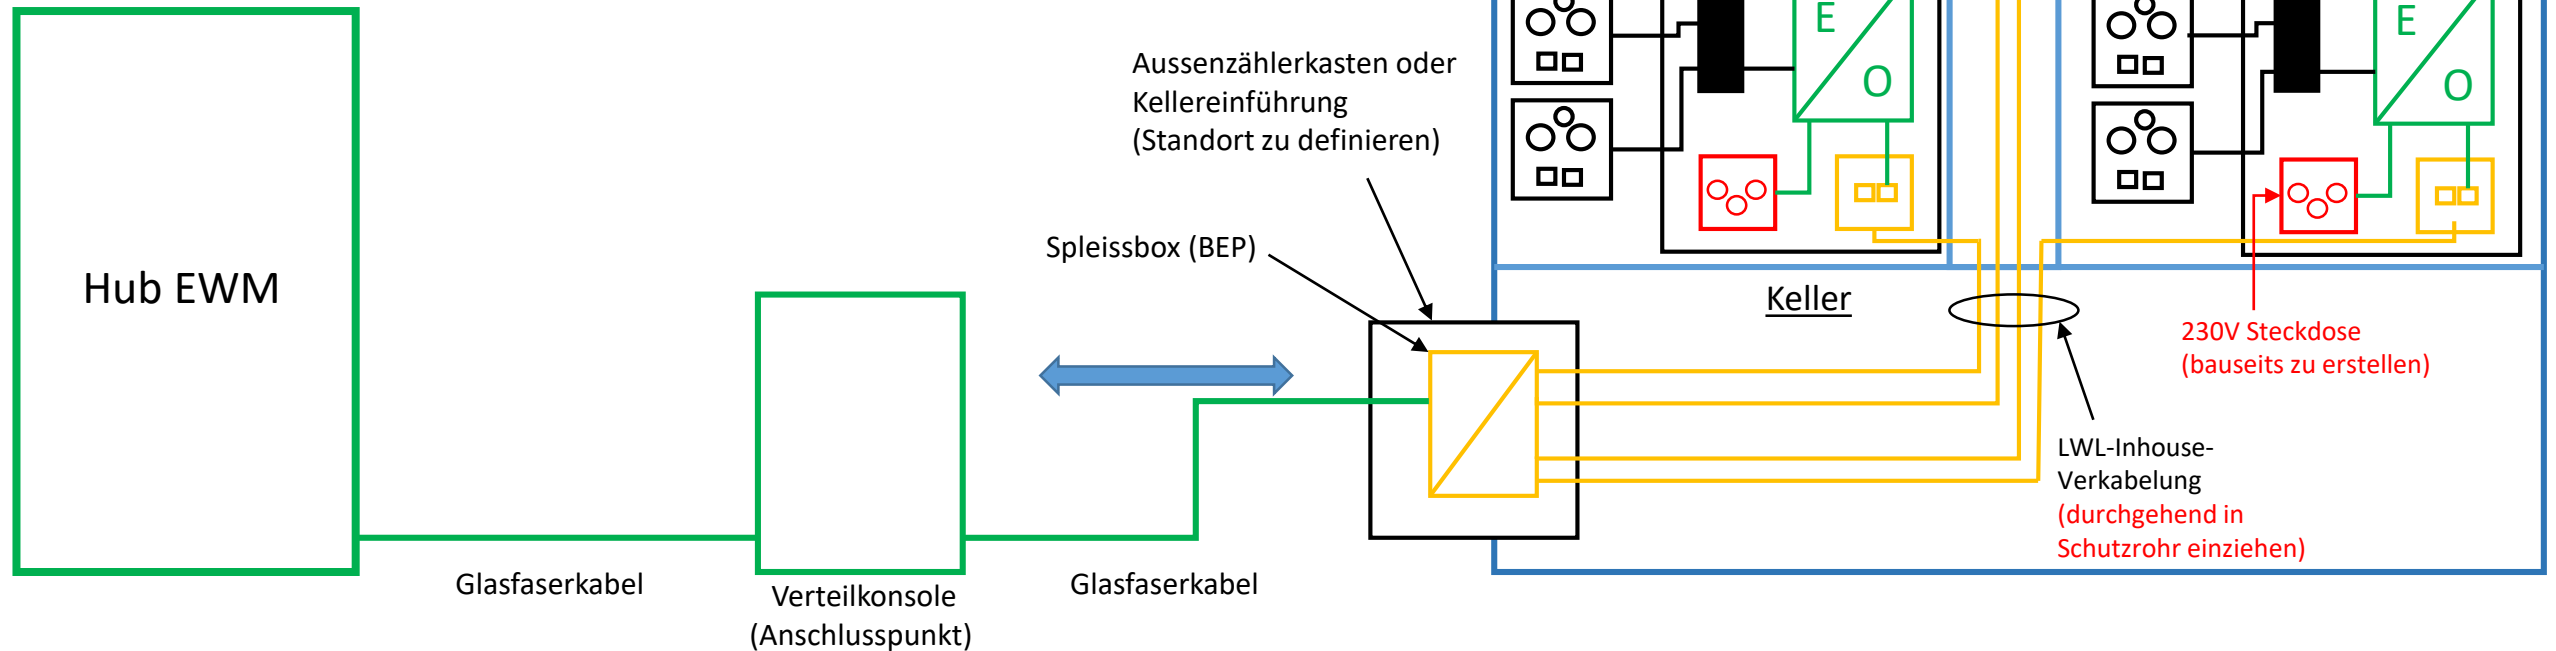 E
O
E
O
Aussenzählerkasten oder
Kellereinführung
(Standort zu definieren)
Spleissbox (BEP)
Hub EWM
Keller
230V Steckdose
(bauseits zu erstellen)
LWL-Inhouse-
Verkabelung
(durchgehend in
Schutzrohr einziehen)
Glasfaserkabel
Verteilkonsole
(Anschlusspunkt)
Glasfaserkabel